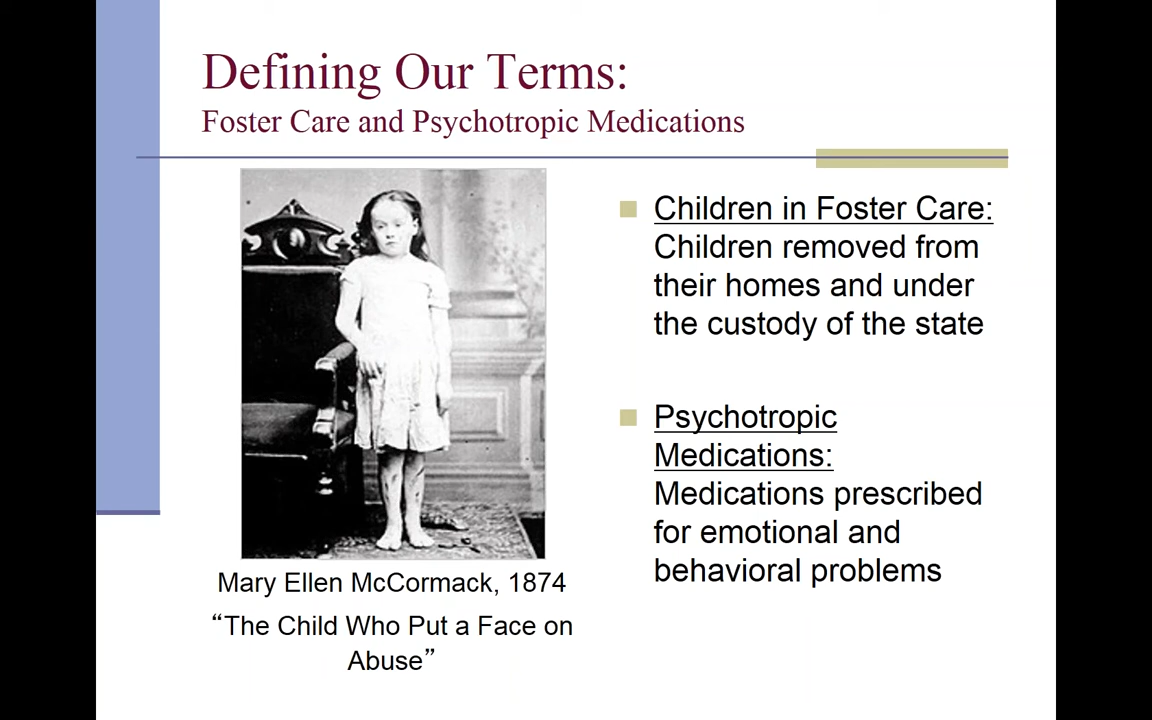 Defining Our Terms:
Foster Care and Psychotropic Medications
Mary Ellen McCormack, 1874
“The Child Who Put a Face on
Abuse”
Children in Foster Care:
Children removed from
their homes and under
the custody of the state
Psychotropic
Medications:
Medications prescribed
for emotional and
behavioral problems